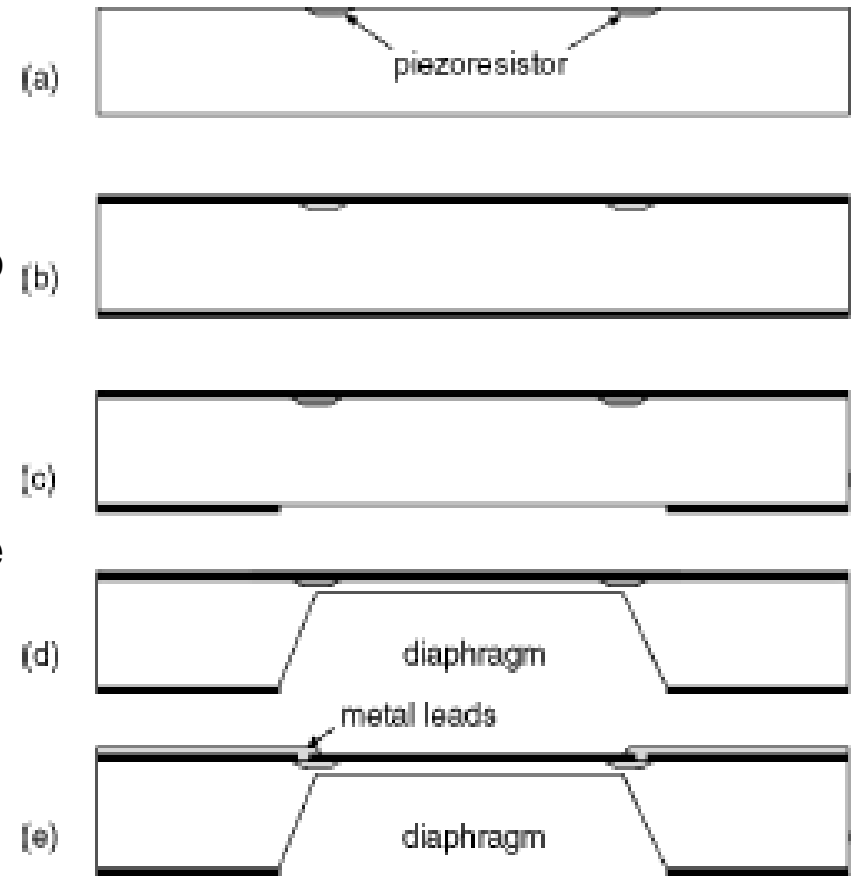 piezoresistor
(a)
(b)
(c)
(d)
diaphragm
metal leads
(e)
diaphragm